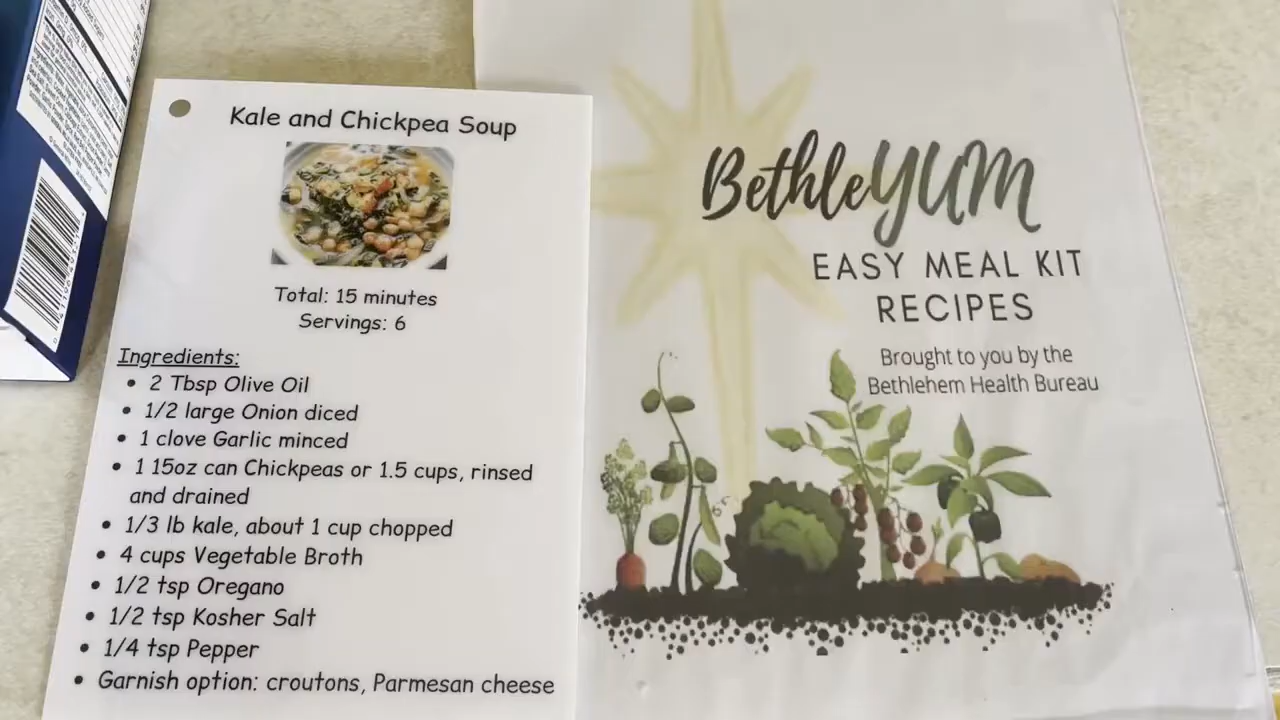 Kale and Chickpea Soup
Total: 15 minutes
Servings: 6
Ingredients:
• 2 Tbsp Olive Oil
• 1/2 large Onion diced
• 1 clove Garlic minced
• 1 15oz can Chickpeas or 1.5 cups, rinsed
and drained
• 1/3 lb kale, about 1 cup chopped
• 4 cups Vegetable Broth
• 1/2 tsp Oregano
• 1/2 tsp Kosher Salt
• 1/4 tsp Pepper
• Garnish option: croutons, Parmesan cheese
BethleYUM
EASY MEAL KIT
RECIPES
Brought to you by the
Bethlehem Health Bureau